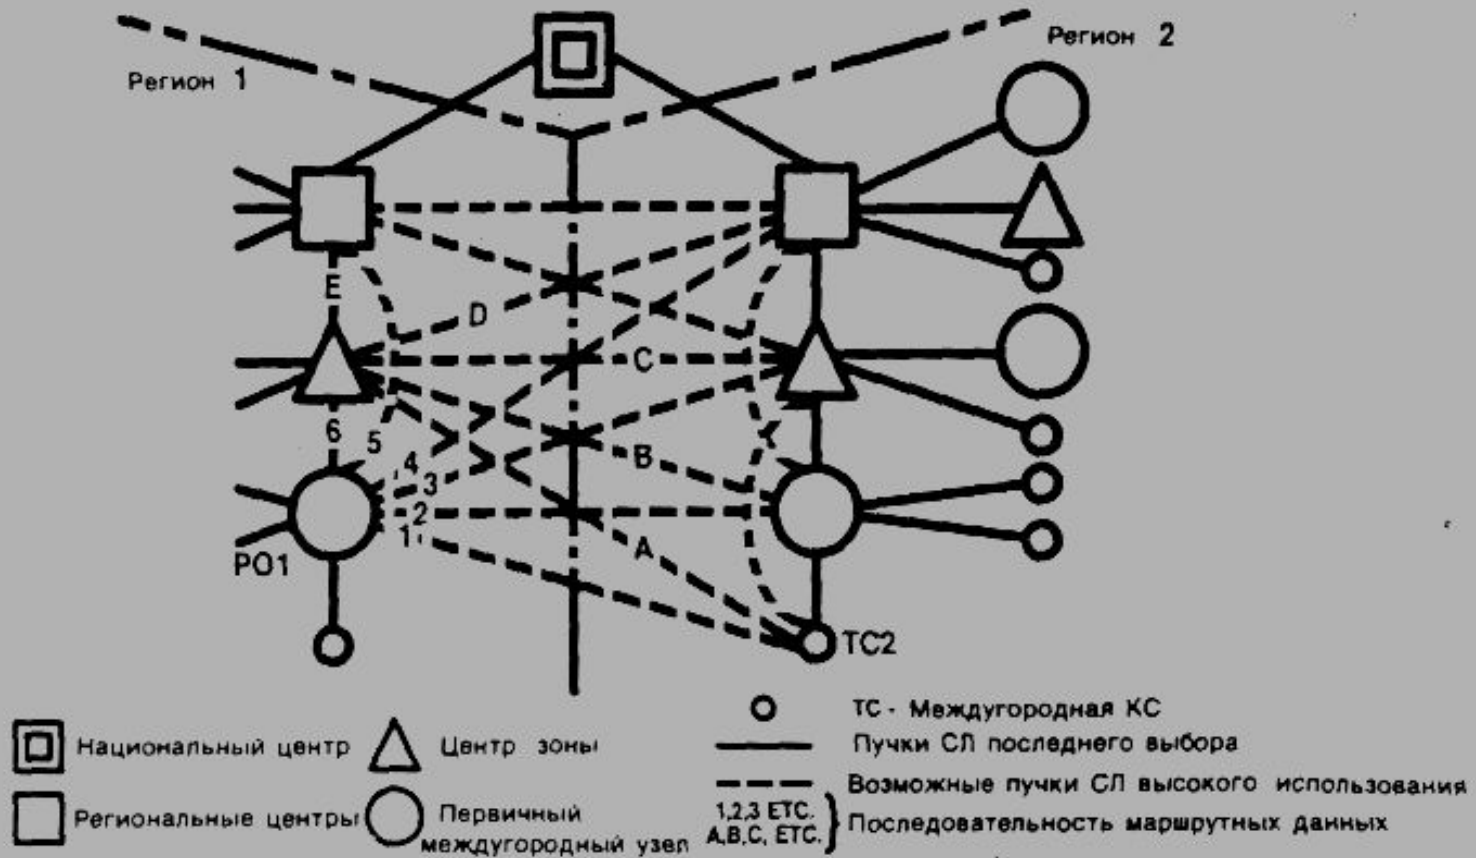 Регион 1
Регион 2
E
D
C
6
5
4
3
B
2
1
A
PO1
TC2
Национальный центр
Центр зоны
Региональные центры
Первичный
междугородный узел
ТС - Междугородная КС
Пучки СЛ последнего выбора
Возможные пучки СЛ высокого использования
1,2,3 ETC.
A,B,C, ETC.
Последовательность маршрутных данных